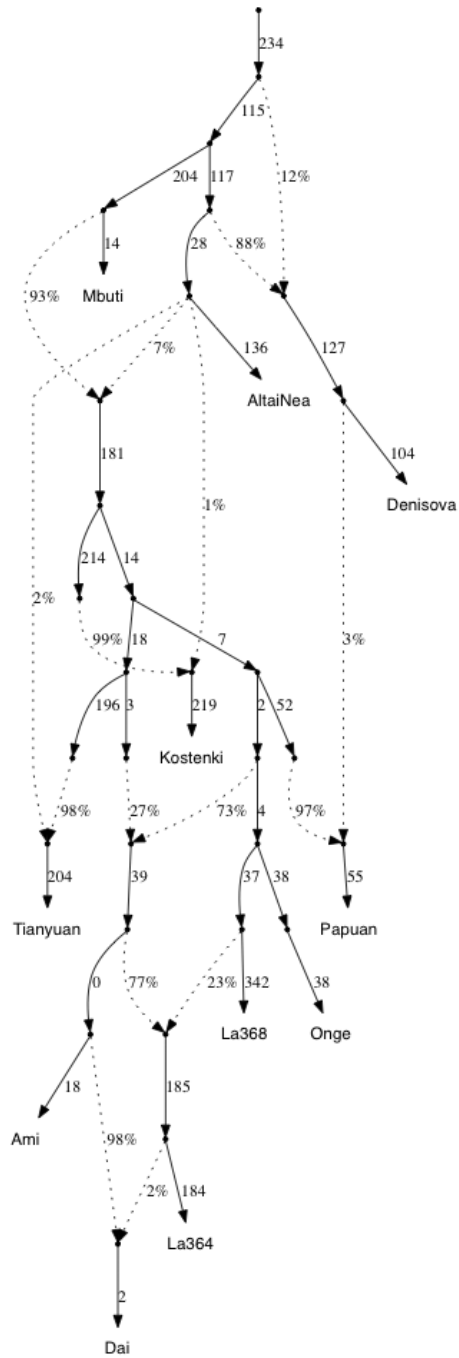 234
115
204 117 12%
14 28 88%
93% Mbuti
7% 136 127
AltaiNea
181 104
1% Denisova
214 14
2% 3%
99% 18 7
196 3 219 2 52
Kostenki
98% 27% 73% 4 97%
204 39 37 38 55
Tianyuan Papuan
0 77% 23% 342 38
La368 Onge
18 185
Ami 98%
2% 184
La364
2
Dai